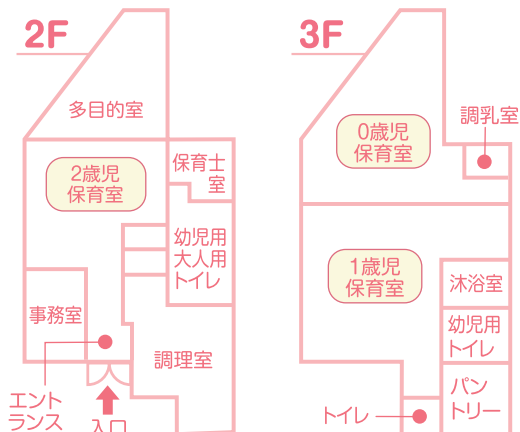 2F
多目的室
2歳児
保育室
保育士
室
幼児用
大人用
トイレ
事務室
調理室
エント
ランス
入口
3F
調乳室
0歳児
保育室
1歳児
保育室
沐浴室
幼児用
トイレ
パン
トリー
トイレ